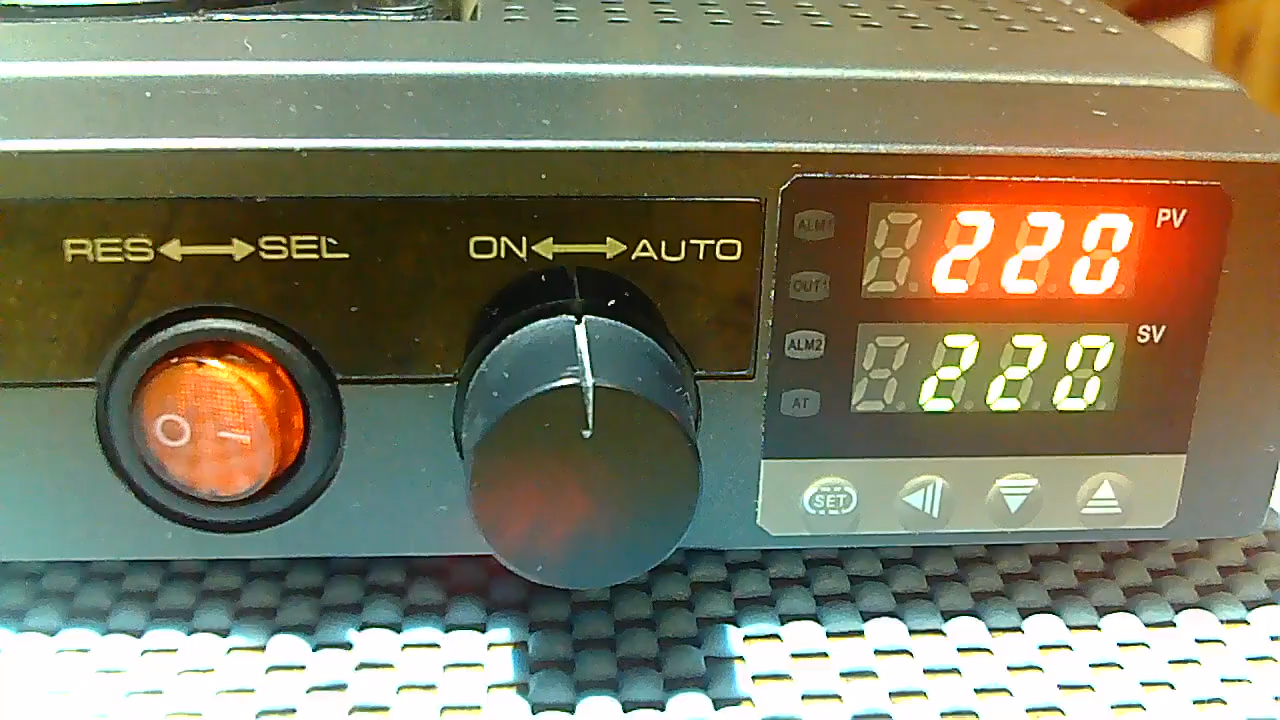 RES SEL
ON AUTO
ALM1
220 PV
OUT1
ALM2
220 SV
AT
SET